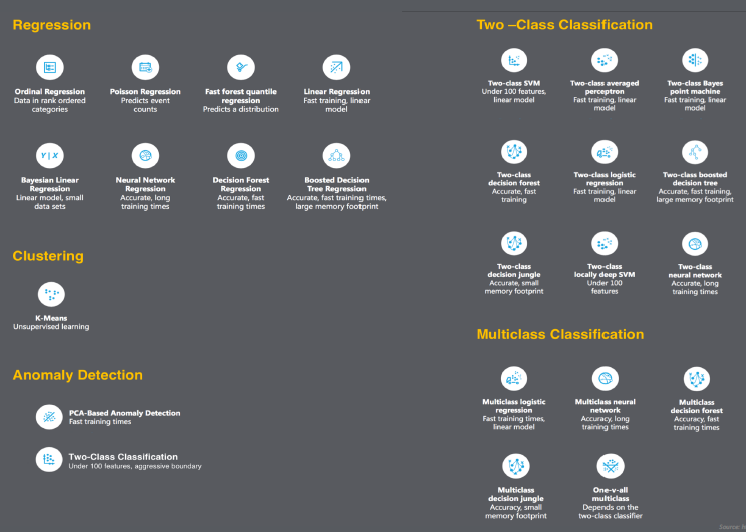 Regression
Ordinal Regression
Data in rank ordered
categories
Poisson Regression
Predicts event
counts
Fast forest quantile
regression
Predicts a distribution
Linear Regression
Fast training, linear
model
Y | X
Bayesian Linear
Regression
Linear model, small
data sets
Neural Network
Regression
Accurate, long
training times
Decision Forest
Regression
Accurate, fast
training times
Boosted Decision
Tree Regression
Accurate, fast training times,
large memory footprint
Clustering
K-Means
Unsupervised learning
Anomaly Detection
PCA-Based Anomaly Detection
Fast training times
Two-Class Classification
Under 100 features, aggressive boundary
Two –Class Classification
Two-class SVM
Under 100 features,
linear model
Two-class averaged
perceptron
Fast training, linear
model
Two-class Bayes
point machine
Fast training, linear
model
Two-class
decision forest
Accurate, fast
training
Two-class logistic
regression
Fast training, linear
model
Two-class boosted
decision tree
Accurate, fast training,
large memory footprint
Two-class
decision jungle
Accurate, small
memory footprint
Two-class
locally deep SVM
Under 100
features
Two-class
neural network
Accurate, long
training times
Multiclass Classification
Multiclass logistic
regression
Fast training times,
linear model
Multiclass neural
network
Accuracy, long
training times
Multiclass
decision forest
Accuracy, fast
training times
Multiclass
decision jungle
Accuracy, small
memory footprint
One-v-all
multiclass
Depends on the
two-class classifier
Source: